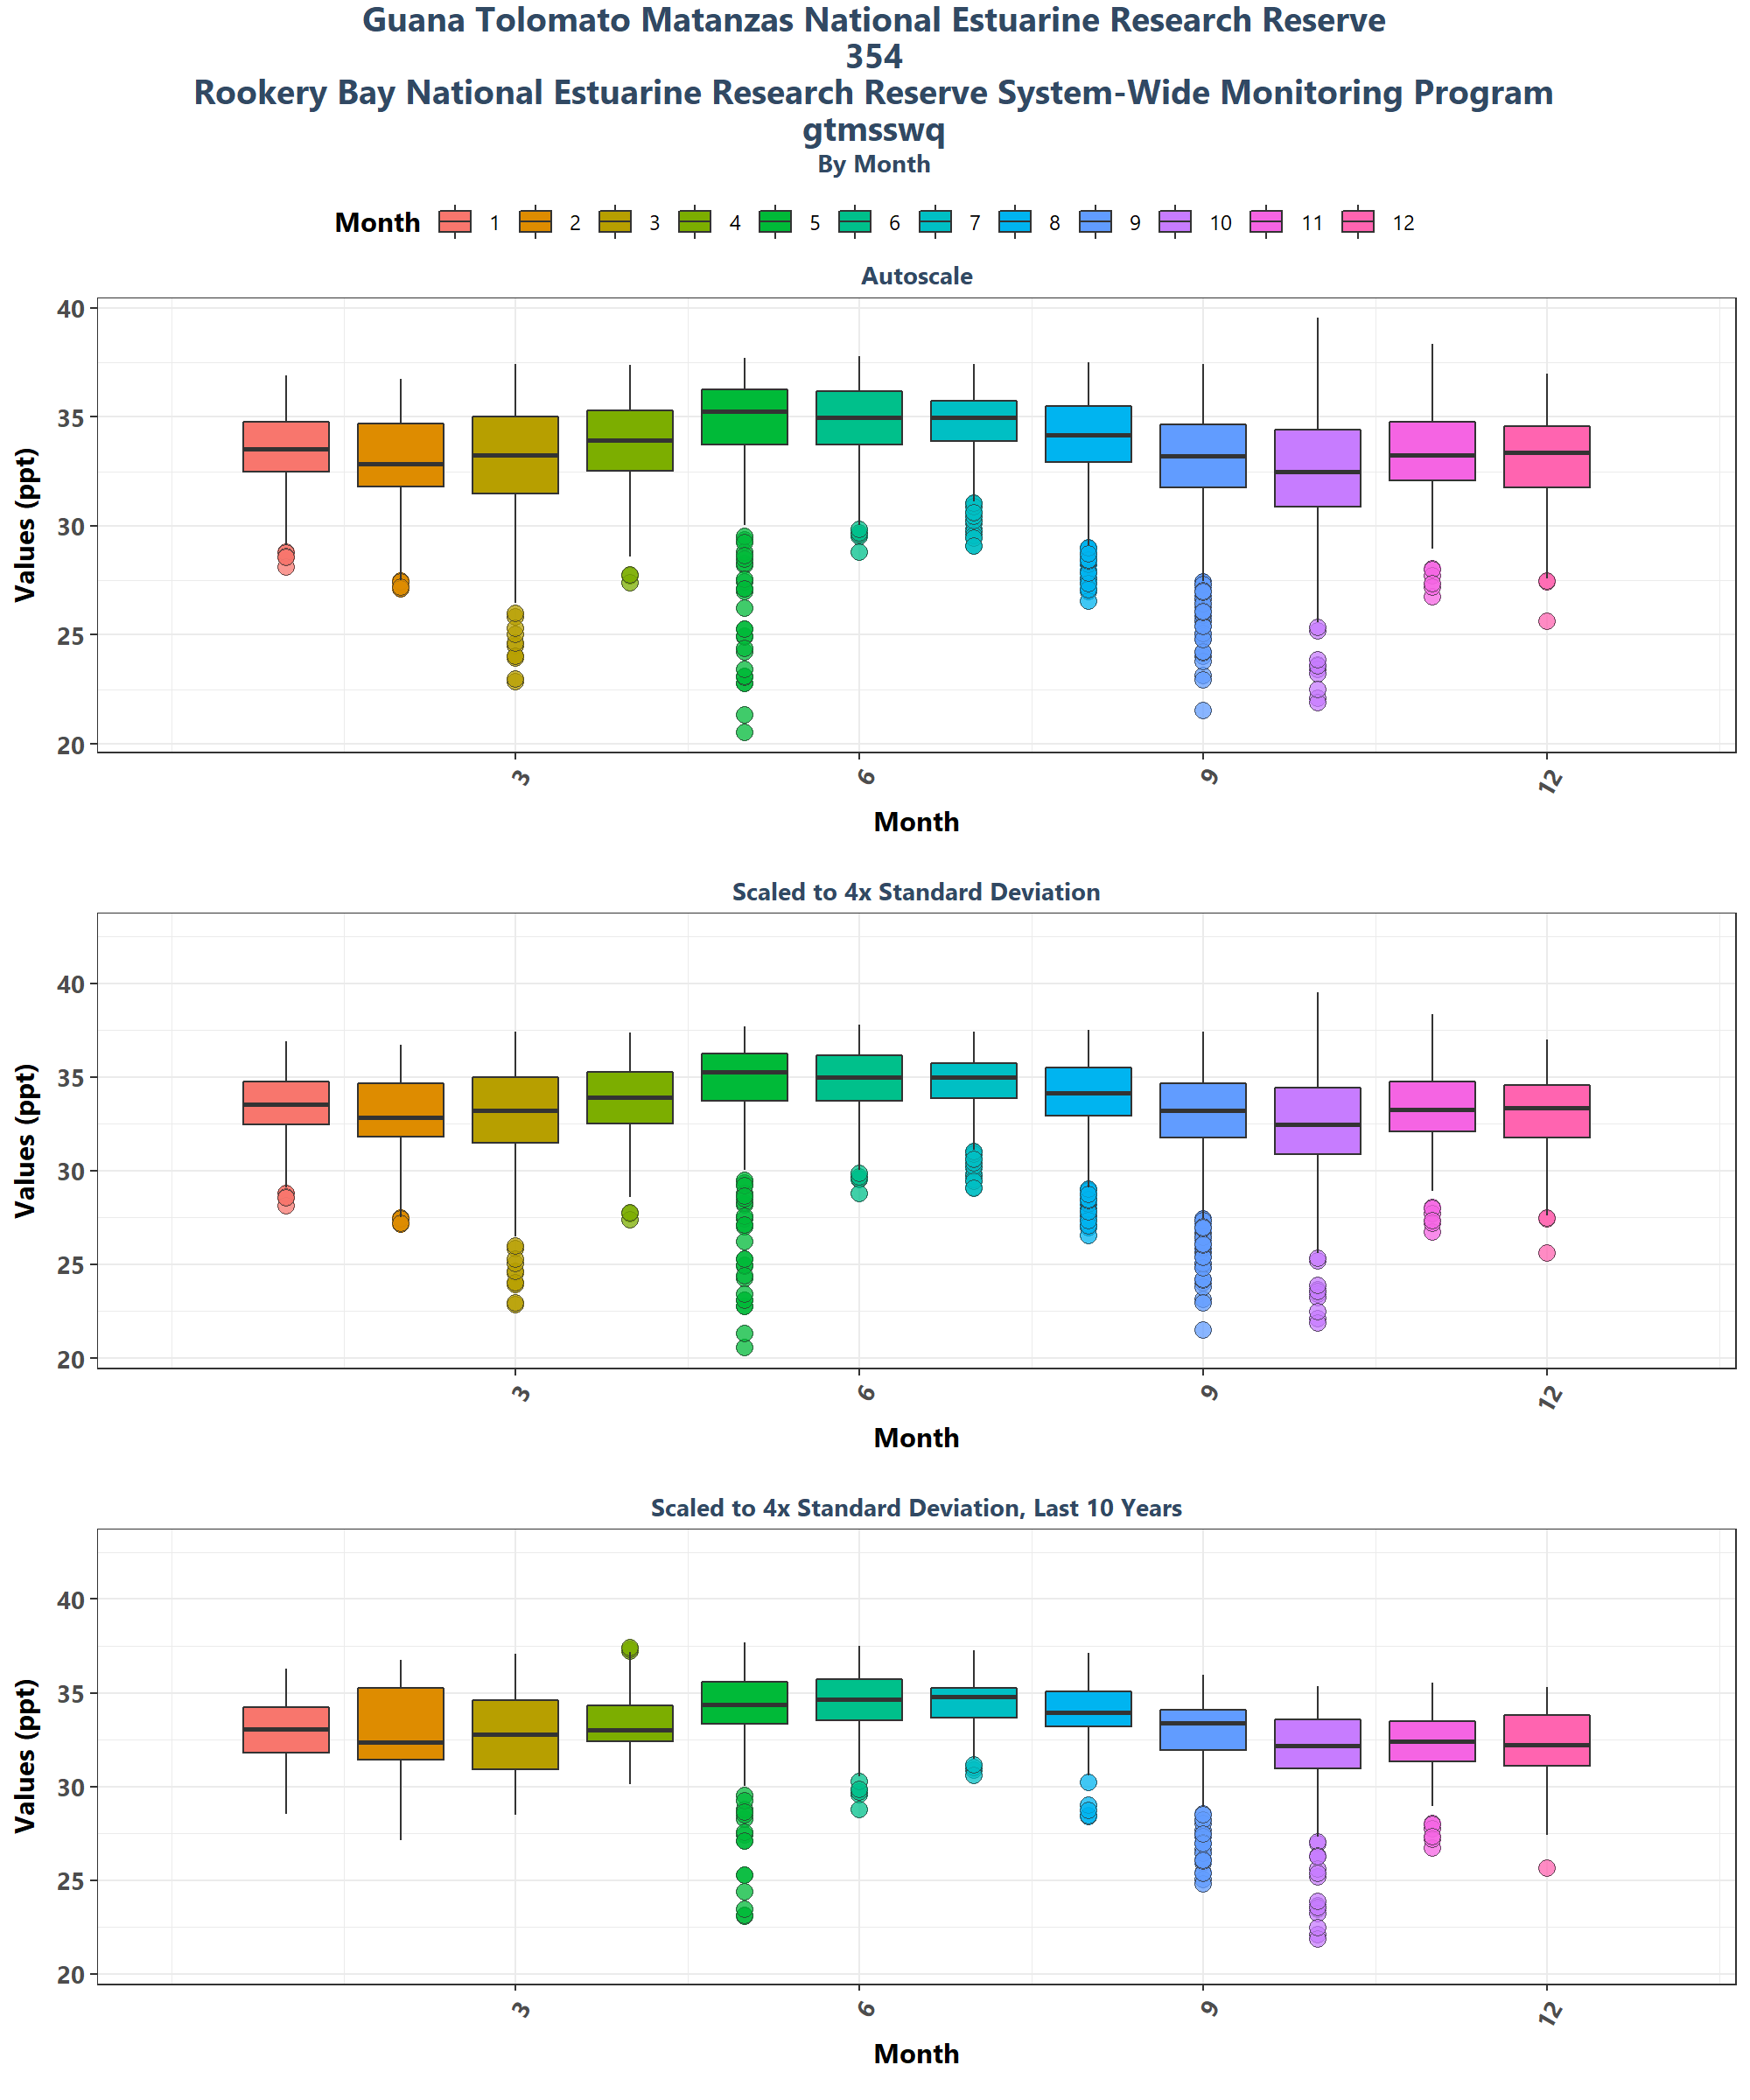 Guana Tolomato Matanzas National Estuarine Research Reserve
354
Rookery Bay National Estuarine Research Reserve System-Wide Monitoring Program
gtmsswq
By Month
Month 1 2 3 4 5 6 7 8 9 10 11 12
Autoscale
Values (ppt)
40
35
30
25
20
3 6 9 12
Month
Scaled to 4x Standard Deviation
Values (ppt)
40
35
30
25
20
3 6 9 12
Month
Scaled to 4x Standard Deviation, Last 10 Years
Values (ppt)
40
35
30
25
20
3 6 9 12
Month